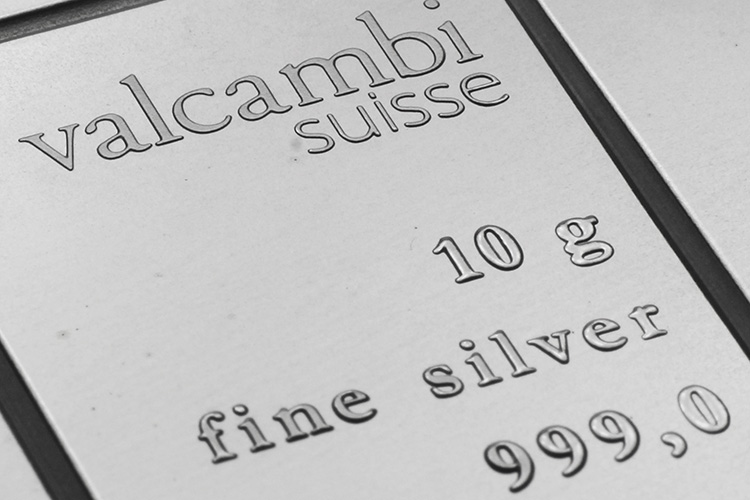 valcambi
suisse
10 g
fine silver
999,0